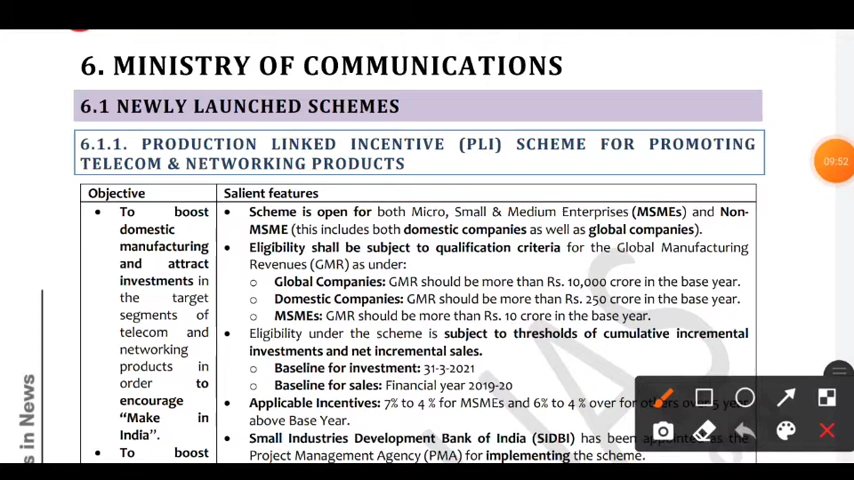 6. MINISTRY OF COMMUNICATIONS
6.1 NEWLY LAUNCHED SCHEMES
6.1.1. PRODUCTION LINKED INCENTIVE (PLI) SCHEME FOR PROMOTING
TELECOM & NETWORKING PRODUCTS
09:52
Objective
• To boost
domestic
manufacturing
and attract
investments in
the target
segments of
telecom and
networking
products in
order to
encourage
“Make in
India”.
• To boost
Salient features
• Scheme is open for both Micro, Small & Medium Enterprises (MSMEs) and Non-
MSME (this includes both domestic companies as well as global companies).
• Eligibility shall be subject to qualification criteria for the Global Manufacturing
Revenues (GMR) as under:
o Global Companies: GMR should be more than Rs. 10,000 crore in the base year.
o Domestic Companies: GMR should be more than Rs. 250 crore in the base year.
o MSMEs: GMR should be more than Rs. 10 crore in the base year.
• Eligibility under the scheme is subject to thresholds of cumulative incremental
investments and net incremental sales.
o Baseline for investment: 31-3-2021
o Baseline for sales: Financial year 2019-20
• Applicable Incentives: 7% to 4 % for MSMEs and 6% to 4 % over for others over 5 year
above Base Year.
• Small Industries Development Bank of India (SIDBI) has been appointed as the
Project Management Agency (PMA) for implementing the scheme.
s in News
IAS